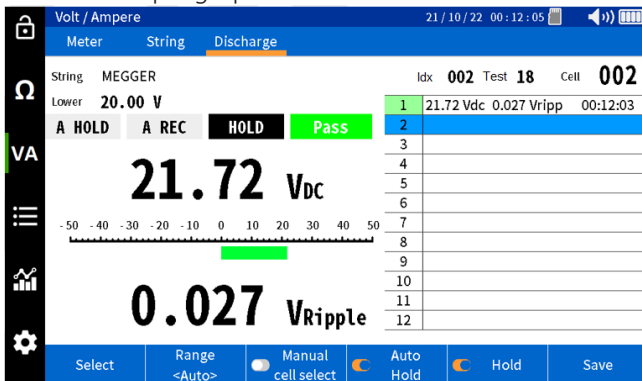 Volt / Ampere 21 / 10 / 22 00 : 12 : 05
Meter String Discharge
String MEGGER
Idx 002 Test 18 Cell 002
Lower 20.00 V
A HOLD A REC HOLD Pass
1 21.72 Vdc 0.027 Vripp 00:12:03
2
3
4
5
6
7
8
9
10
11
12
Ω
VA
21.72 VDC
-50 -40 -30 -20 -10 0 10 20 30 40 50
0.027 VRipple
Select
Range
<Auto>
Manual
cell select
Auto
Hold
Hold
Save